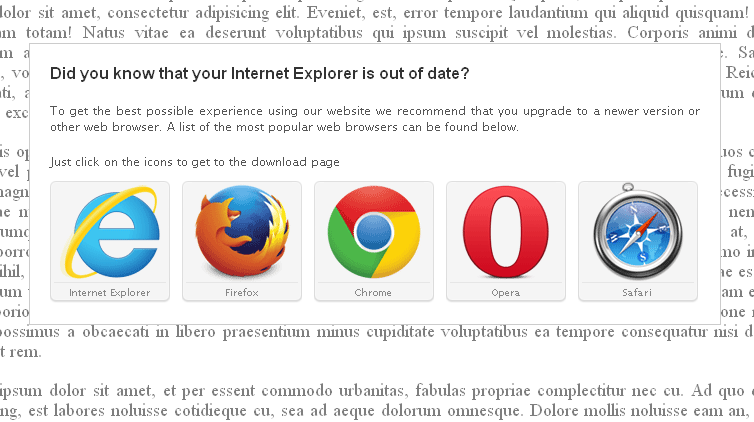 dolor sit amet, consectetur adipisicing elit. Eveniet, est, error tempore laudantium qui aliquid quisquam!
totam! Natus vitae ea deserunt voluptatibus qui ipsum suscipit vel molestias. Corporis animi
Did you know that your Internet Explorer is out of date?
To get the best possible experience using our website we recommend that you upgrade to a newer version or
other web browser. A list of the most popular web browsers can be found below.
Just click on the icons to get to the download page
Internet Explorer Firefox Chrome Opera Safari
possimus a obcaecati in libero praesentium minus cupiditate voluptatibus ea tempore consequatur nisi
rem.
ipsum dolor sit amet, et per essent commodo urbanitas, fabulas propriae complectitur nec cu. Ad quo
est labores noluisse cotidieque cu, sea ad aeque dolorum omnesque. Dolore mollis noluisse eam an,